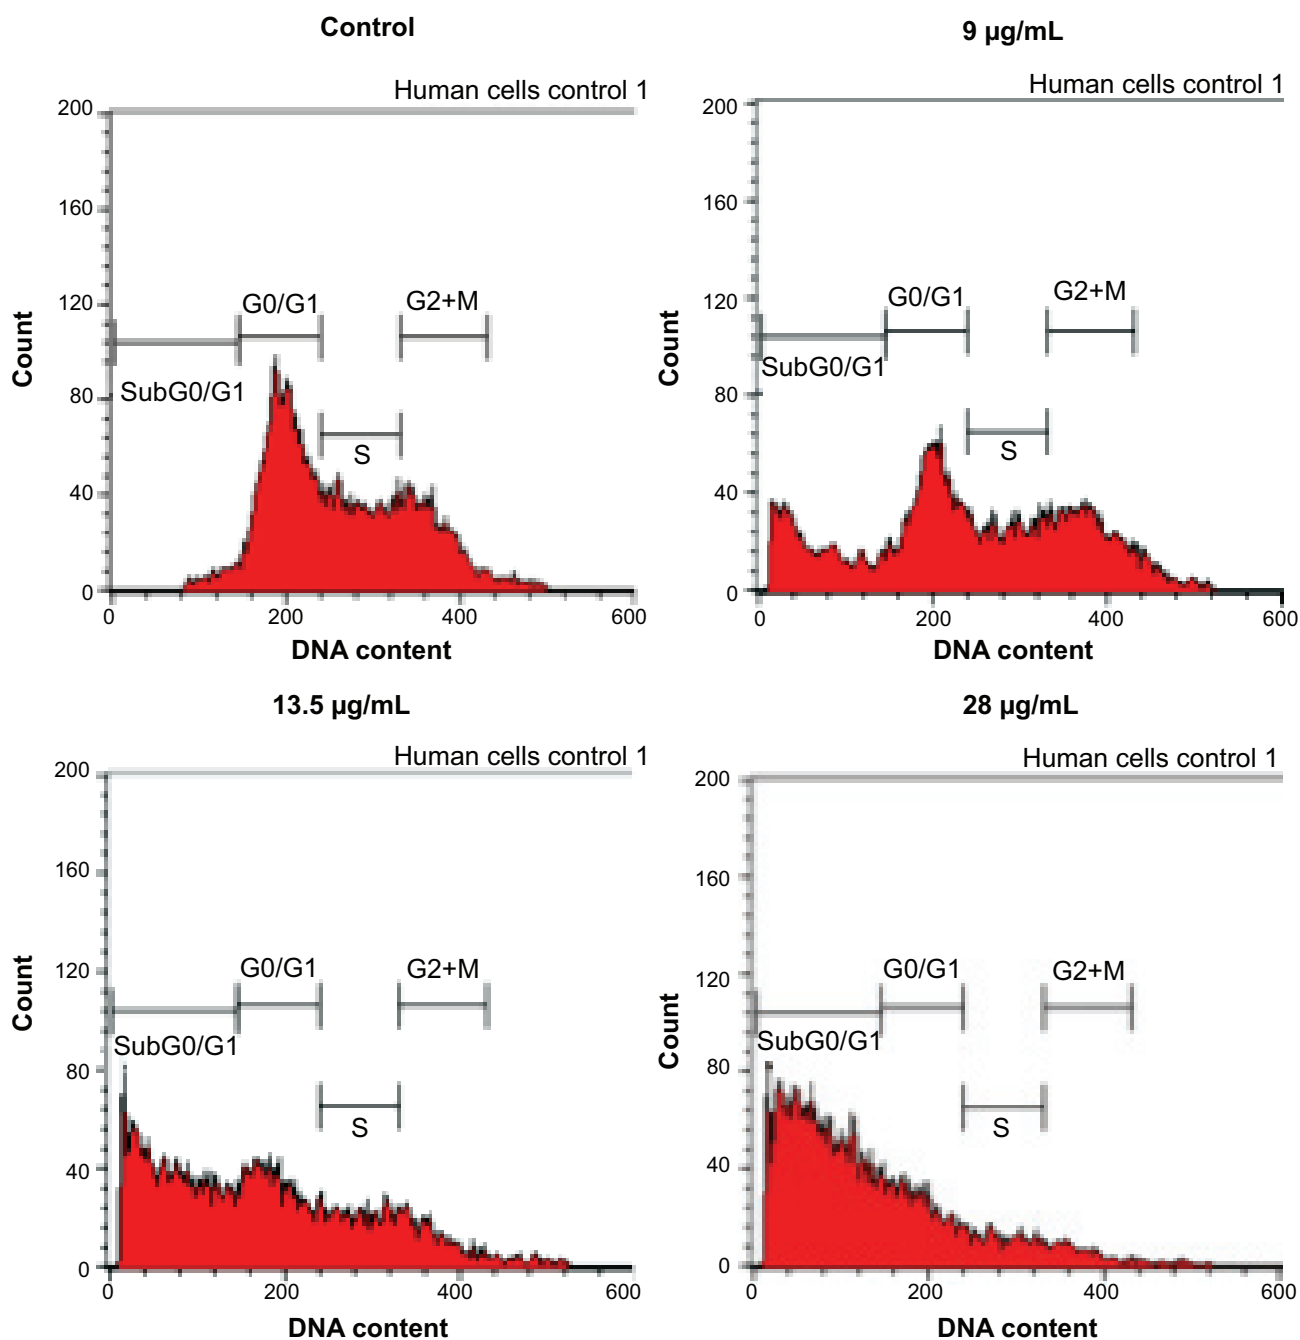 Control
Human cells control 1
200
160
120
80
40
0
Count
SubG0/G1
G0/G1
S
G2+M
0 200 400 600
DNA content
9 µg/mL
Human cells control 1
200
160
120
80
40
0
Count
SubG0/G1
G0/G1
S
G2+M
0 200 400 600
DNA content
13.5 µg/mL
Human cells control 1
200
160
120
80
40
0
Count
SubG0/G1
G0/G1
S
G2+M
0 200 400 600
DNA content
28 µg/mL
Human cells control 1
200
160
120
80
40
0
Count
SubG0/G1
G0/G1
S
G2+M
0 200 400 600
DNA content